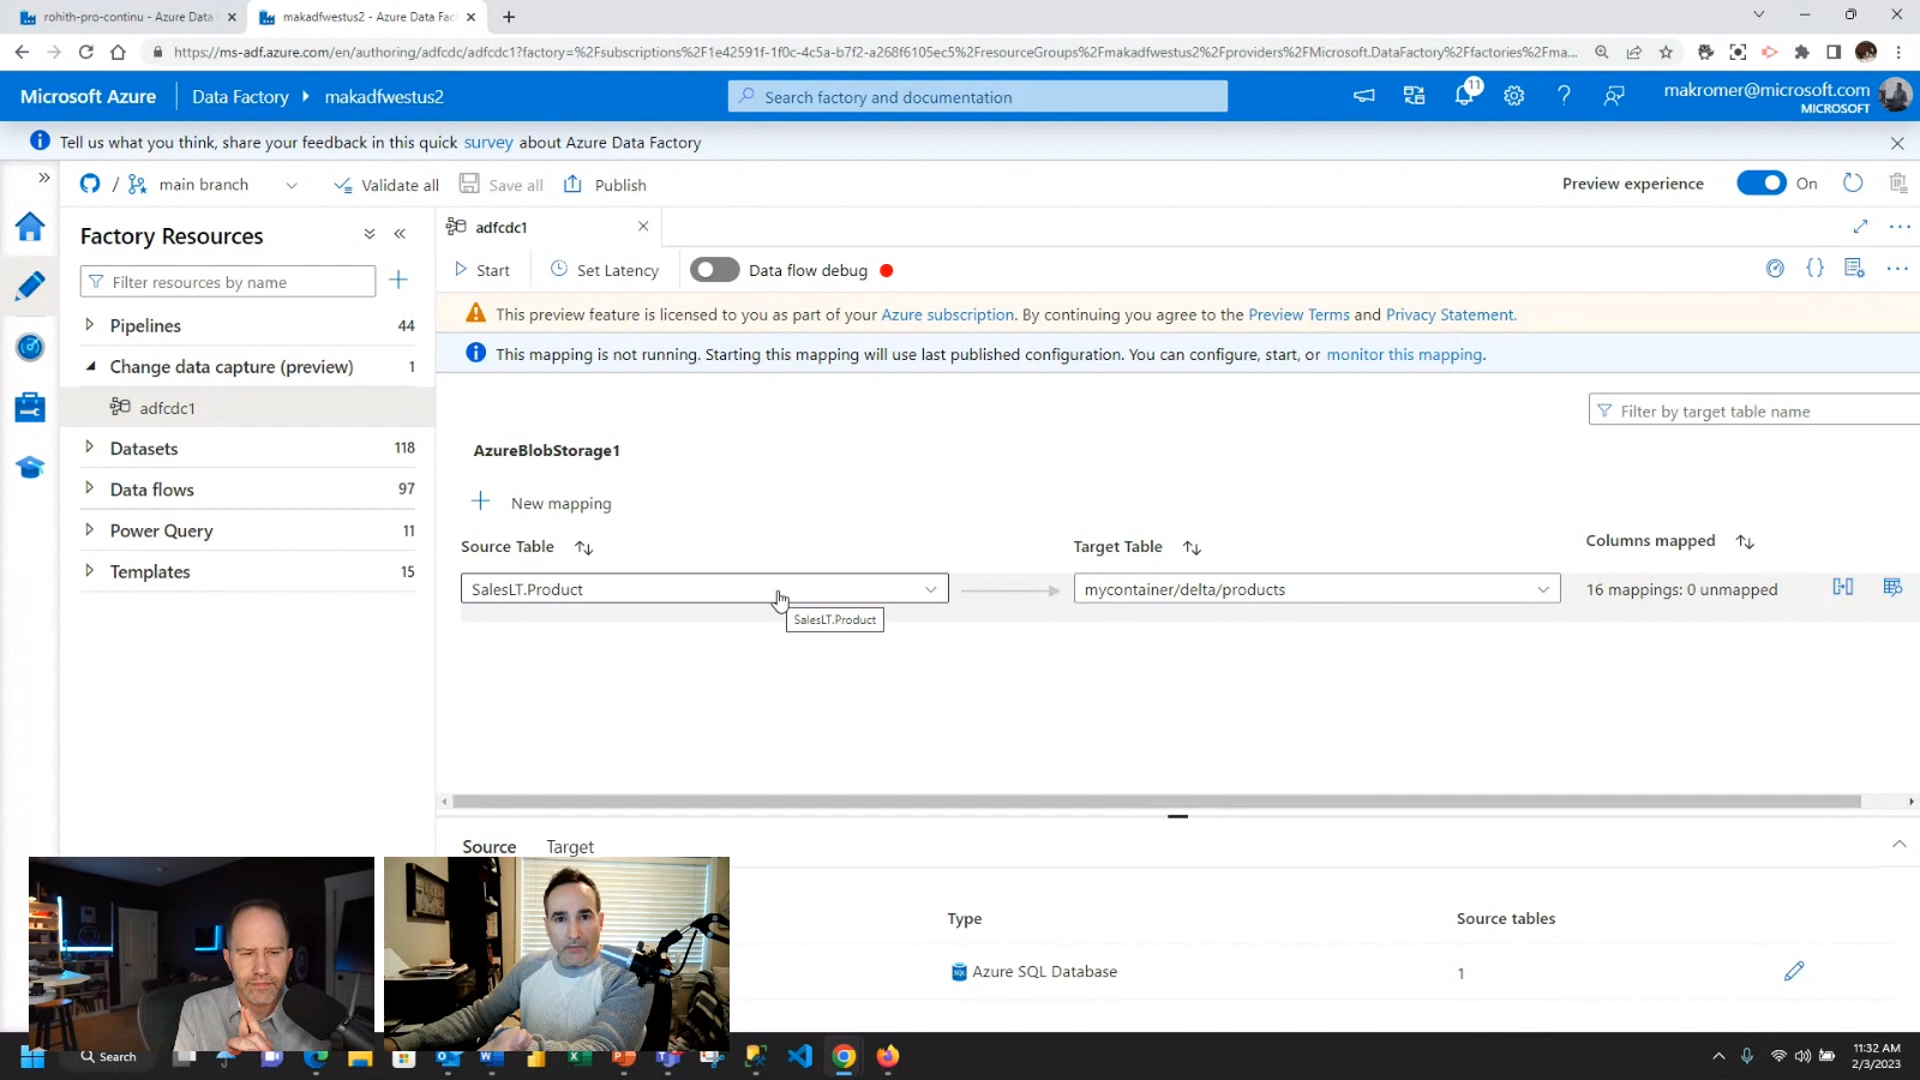 rohith-pro-continu - Azure Data
makadfwestus2 - Azure Data Fac
https://ms-adf.azure.com/en/authoring/adfcdc/adfcdc1?factory=%2Fsubscriptions%2F1e42591f-1f0c-4c5a-b7f2-a268f6105ec5%2FresourceGroups%2Fmakadfwestus2%2Fproviders%2FMicrosoft.DataFactory%2Ffactories%2Fma...
Microsoft Azure
Data Factory
makadfwestus2
Search factory and documentation
11
makromer@microsoft.com
MICROSOFT
Tell us what you think, share your feedback in this quick survey about Azure Data Factory
/ main branch
Validate all
Save all
Publish
Preview experience
On
Factory Resources
Filter resources by name
Pipelines 44
Change data capture (preview) 1
adfcdc1
Datasets 118
Data flows 97
Power Query 11
Templates 15
adfcdc1
Start
Set Latency
Data flow debug
This preview feature is licensed to you as part of your Azure subscription. By continuing you agree to the Preview Terms and Privacy Statement.
This mapping is not running. Starting this mapping will use last published configuration. You can configure, start, or monitor this mapping.
Filter by target table name
AzureBlobStorage1
New mapping
Source Table
Target Table
Columns mapped
SalesLT.Product
mycontainer/delta/products
16 mappings: 0 unmapped
SalesLT.Product
Source
Target
Type
Source tables
SQL
Azure SQL Database
1
Search
11:32 AM
2/3/2023